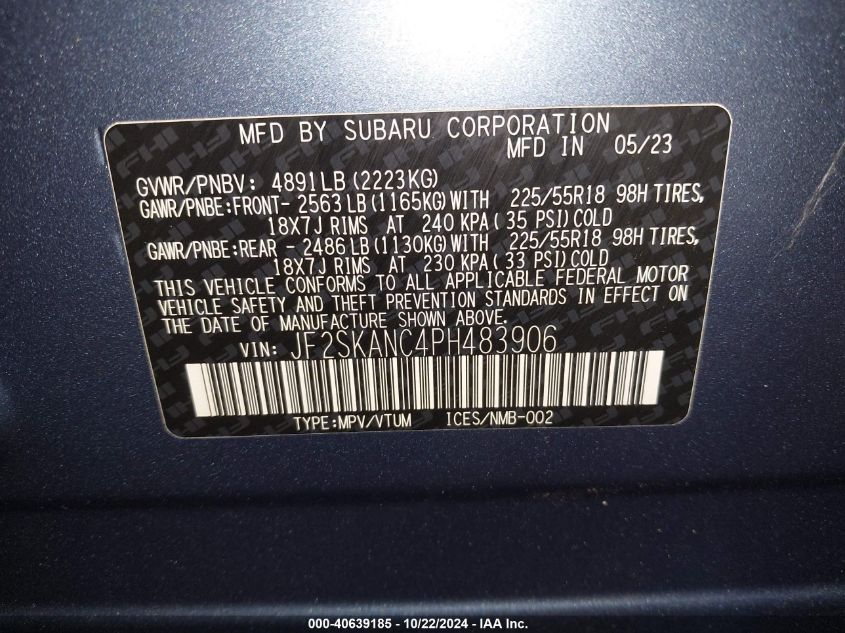 MFD BY SUBARU CORPORATION
MFD IN 05/23
GVWR/PNBV: 4891LB (2223KG)
GAWR/PNBE:FRONT- 2563 LB (1165KG) WITH 225/55R18 98H TIRES,
18X7J RIMS AT 240 KPA ( 35 PSI) COLD
GAWR/PNBE:REAR - 2486 LB (1130KG) WITH 225/55R18 98H TIRES,
18X7J RIMS AT 230 KPA ( 33 PSI) COLD
THIS VEHICLE CONFORMS TO ALL APPLICABLE FEDERAL MOTOR
VEHICLE SAFETY AND THEFT PREVENTION STANDARDS IN EFFECT ON
THE DATE OF MANUFACTURE SHOWN ABOVE.
VIN: JF2SKANC4PH483906
TYPE:MPV/VTUM ICES/NMB-002
000-40639185 - 10/22/2024 - IAA Inc.